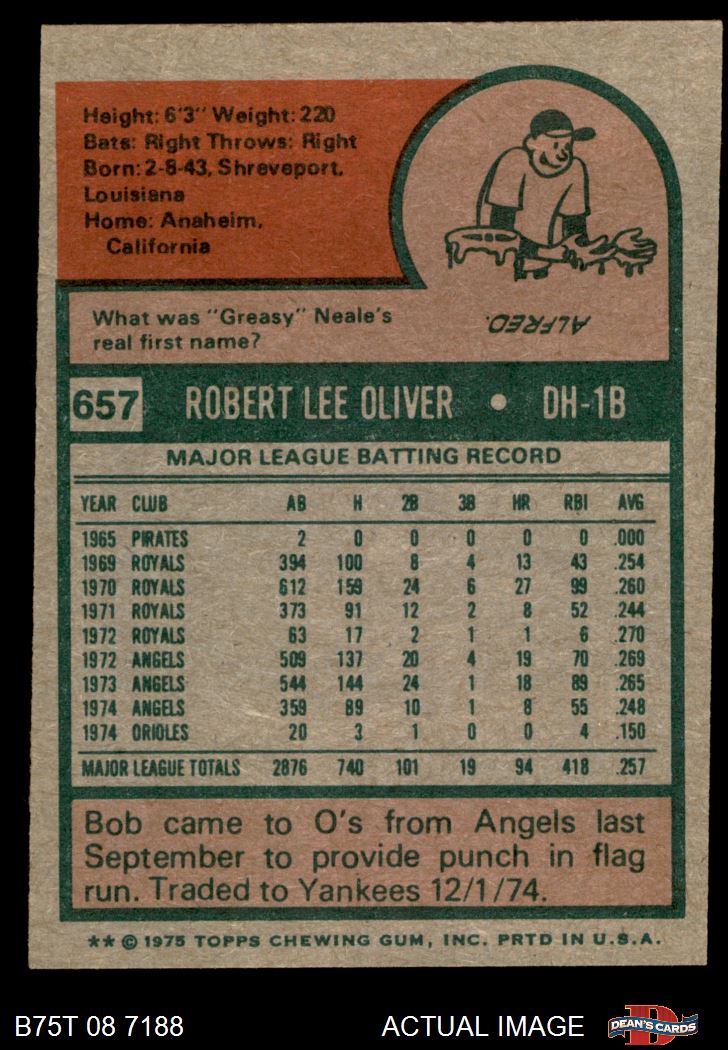 Height: 6'3" Weight: 220
Bats: Right Throws: Right
Born: 2-8-43, Shreveport,
Louisiana
Home: Anaheim,
California
What was "Greasy" Neale's
real first name?
ALFRED.
657 ROBERT LEE OLIVER • DH-1B
MAJOR LEAGUE BATTING RECORD
YEAR CLUB AB H 2B 3B HR RBI AVG
1965 PIRATES 2 0 0 0 0 0 .000
1969 ROYALS 394 100 8 4 13 43 .254
1970 ROYALS 612 159 24 6 27 99 .260
1971 ROYALS 373 91 12 2 8 52 .244
1972 ROYALS 63 17 2 1 1 6 .270
1972 ANGELS 509 137 20 4 19 70 .269
1973 ANGELS 544 144 24 1 18 89 .265
1974 ANGELS 359 89 10 1 8 55 .248
1974 ORIOLES 20 3 1 0 0 4 .150
MAJOR LEAGUE TOTALS 2876 740 101 19 94 418 .257
Bob came to O's from Angels last
September to provide punch in flag
run. Traded to Yankees 12/1/74.
** © 1975 TOPPS CHEWING GUM, INC. PRTD IN U.S.A.
B75T 08 7188 ACTUAL IMAGE D DEAN'S CARDS